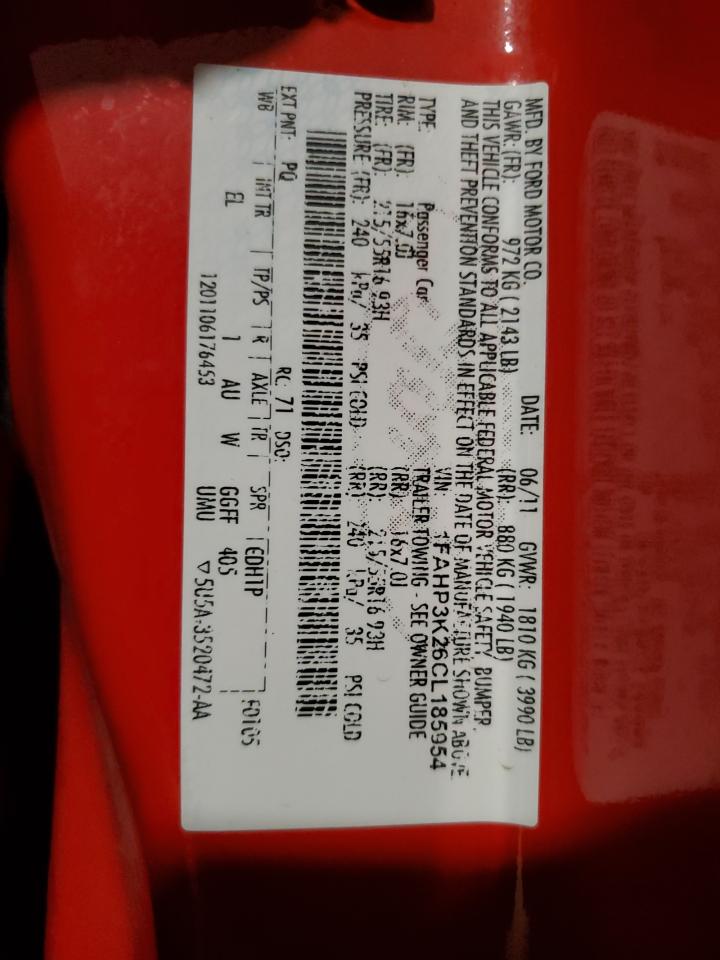 MFD. BY FORD MOTOR CO. DATE: 06/11 GVWR: 1810 KG ( 3990 LB)
GAWR: (FR): 972 KG ( 2143 LB) (RR): 880 KG ( 1940 LB)
THIS VEHICLE CONFORMS TO ALL APPLICABLE FEDERAL MOTOR VEHICLE SAFETY, BUMPER,
AND THEFT PREVENTION STANDARDS IN EFFECT ON THE DATE OF MANUFACTURE SHOWN ABOVE
VIN: 1FAHP3K26CL185954
TYPE: Passenger Car TRAILER TOWING - SEE OWNER GUIDE
RIM: (FR): 16x7.0J (RR): 16x7.0J
TIRE: (FR): 215/55R16 93H (RR): 215/55R16 93H
PRESSURE (FR): 240 kPa/ 35 PSI COLD (RR): 240 kPa/ 35 PSI COLD
EXT PNT: PQ RC: 71 DSO: F0105
WB INT TR TP/PS R AXLE TR SPR GDH1P
EL 1 AU W GGFF 405
1201106176453 UMU ▽ 5U5A-3520472-AA